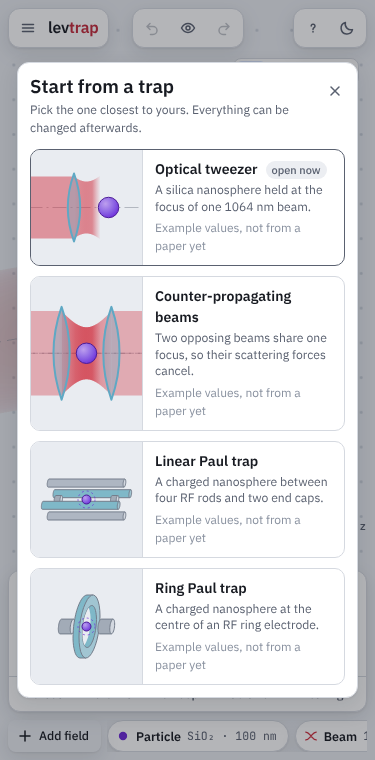 levtrap
?
Start from a trap
Pick the one closest to yours. Everything can be
changed afterwards.
Optical tweezer open now
A silica nanosphere held at the
focus of one 1064 nm beam.
Example values, not from a
paper yet
Counter-propagating
beams
Two opposing beams share one
focus, so their scattering forces
cancel.
Example values, not from a
paper yet
Linear Paul trap
A charged nanosphere between
four RF rods and two end caps.
Example values, not from a
paper yet
Ring Paul trap
A charged nanosphere at the
centre of an RF ring electrode.
Example values, not from a
paper yet
z
+ Add field
Particle SiO₂ · 100 nm
Beam